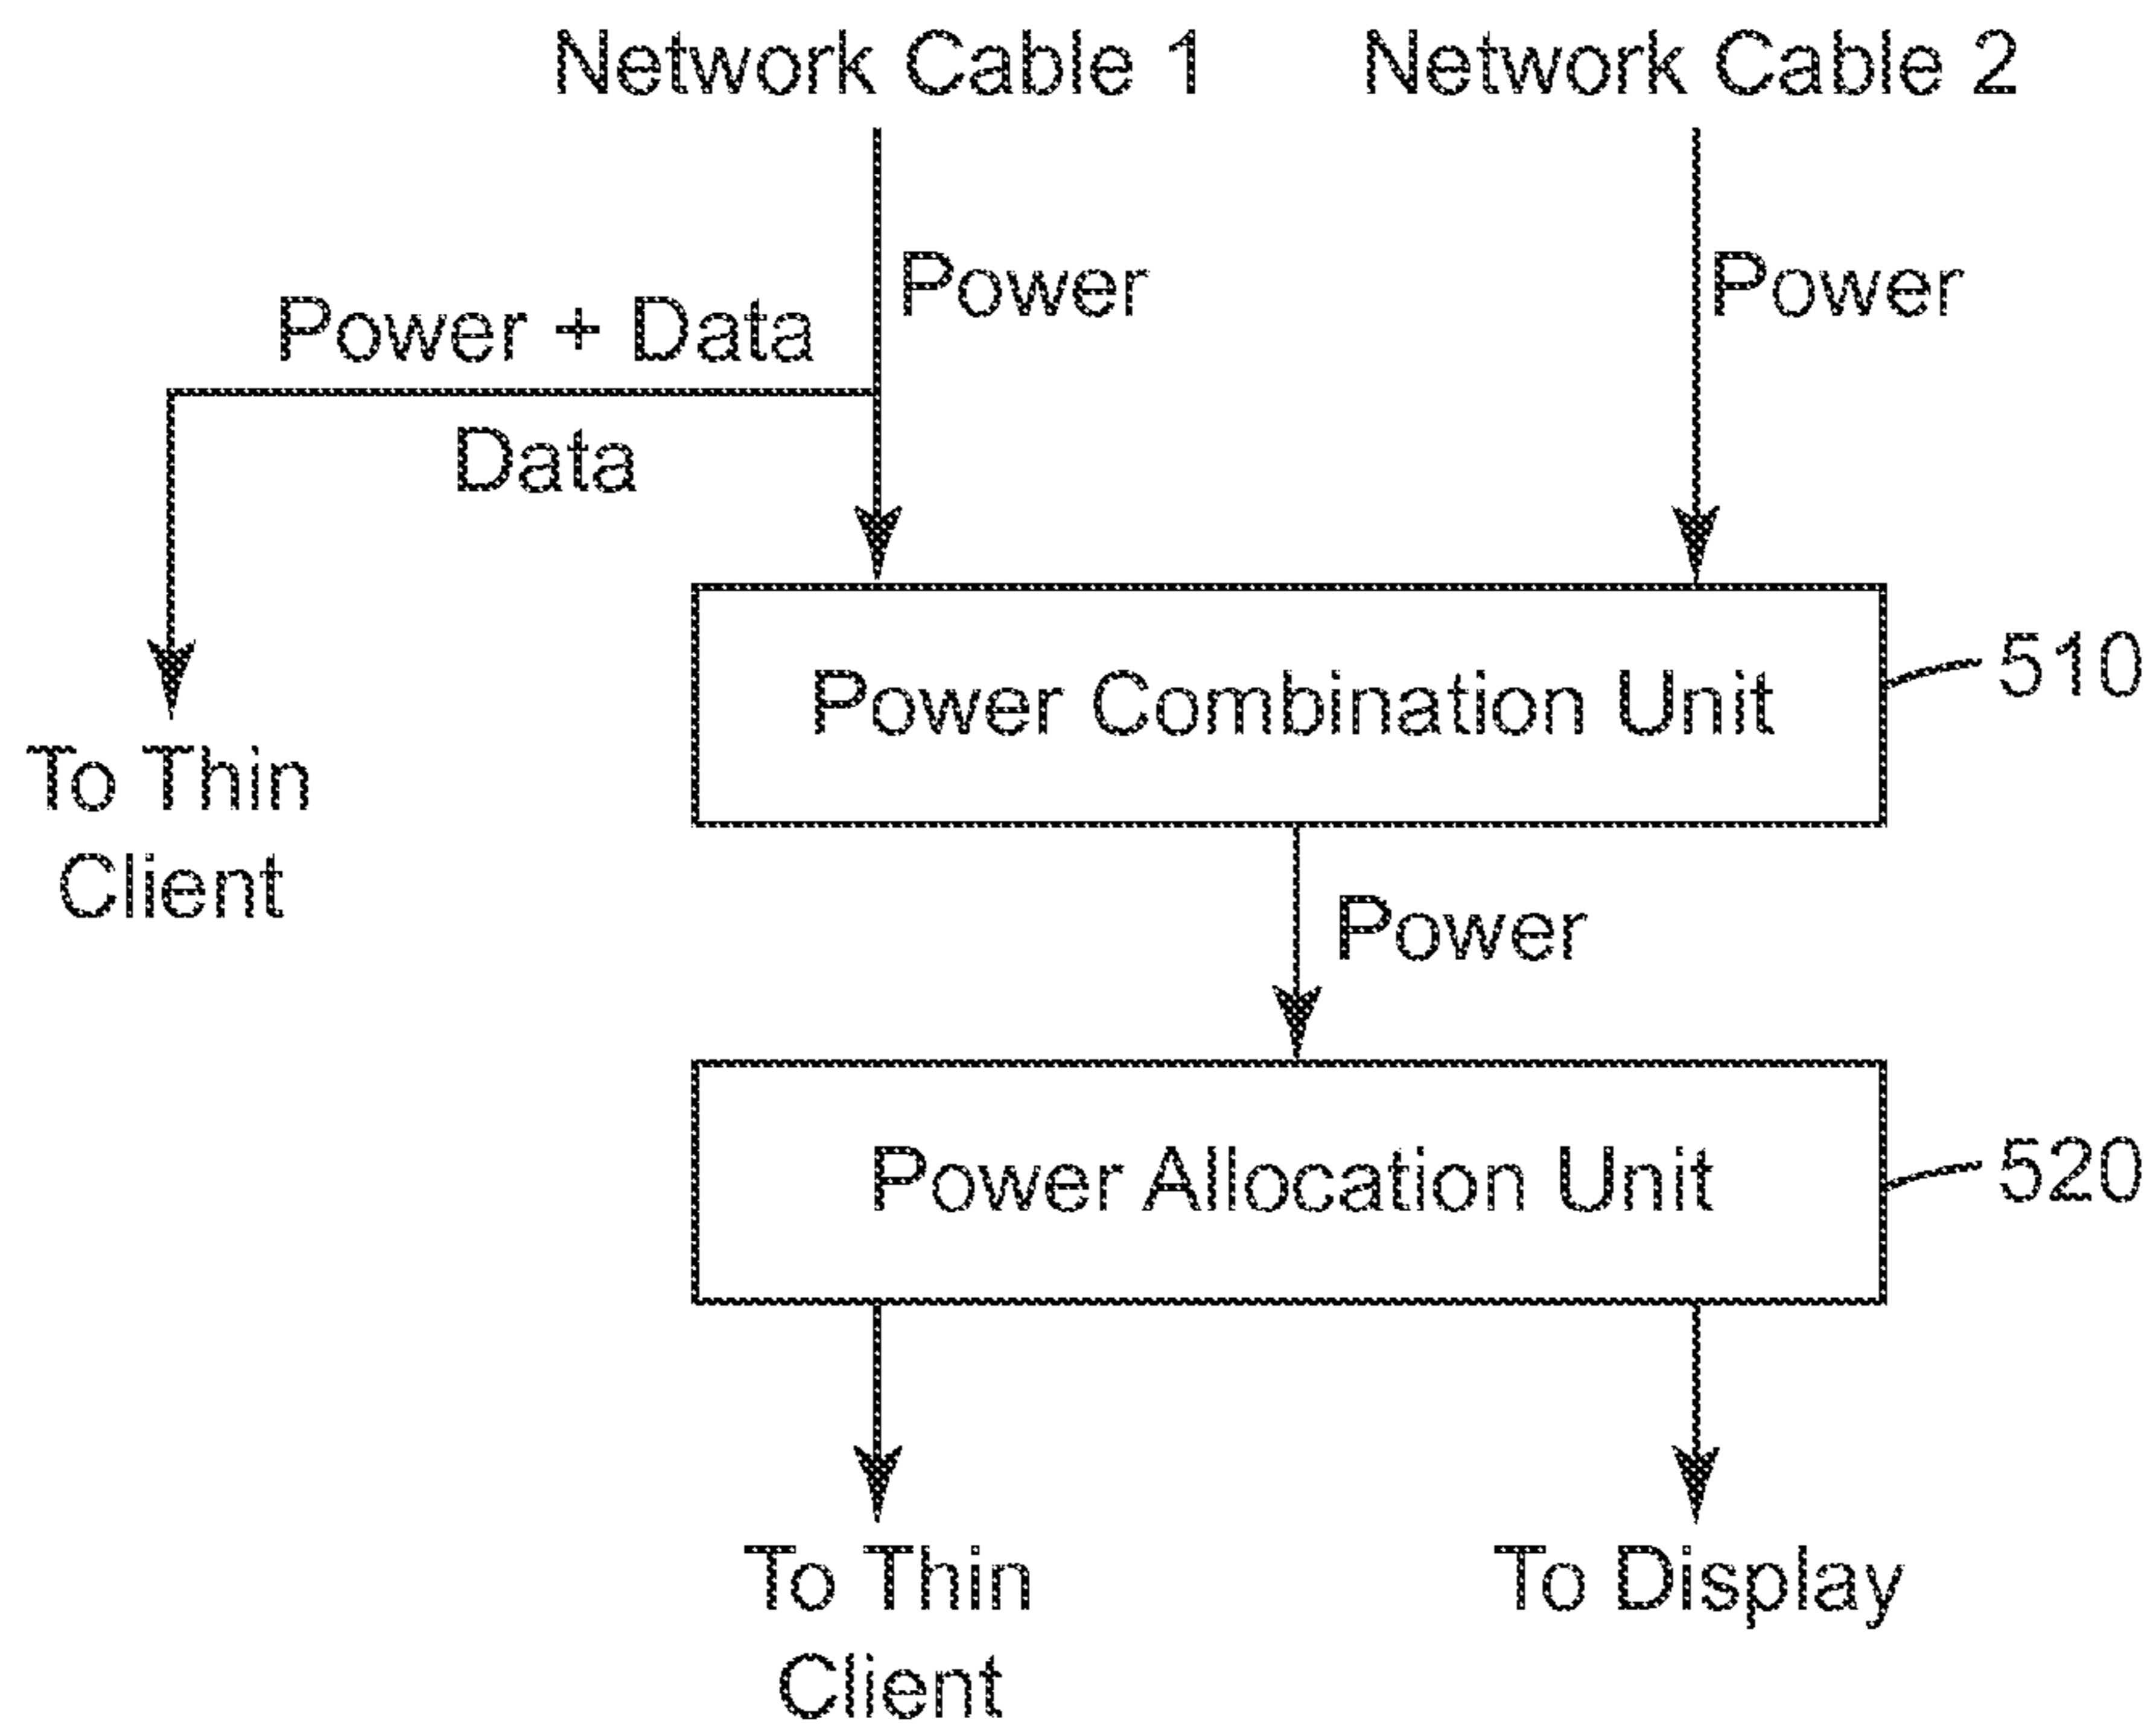 Network Cable 1
Network Cable 2
Power
Power
Power + Data
Data
Power Combination Unit
510
To Thin
Client
Power
Power Allocation Unit
520
To Thin
Client
To Display